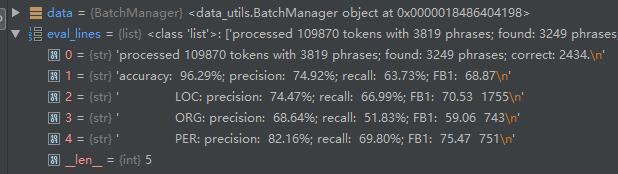 data = {BatchManager} <data_utils.BatchManager object at 0x0000018486404198>
eval_lines = {list} <class 'list'>: ['processed 109870 tokens with 3819 phrases; found: 3249 phrases;
0 = {str} 'processed 109870 tokens with 3819 phrases; found: 3249 phrases; correct: 2434.\n'
1 = {str} 'accuracy:  96.29%; precision:  74.92%; recall:  63.73%; FB1:  68.87\n'
2 = {str} '              LOC: precision:  74.47%; recall:  66.99%; FB1:  70.53  1755\n'
3 = {str} '              ORG: precision:  68.64%; recall:  51.83%; FB1:  59.06  743\n'
4 = {str} '              PER: precision:  82.16%; recall:  69.80%; FB1:  75.47  751\n'
__len__ = {int} 5